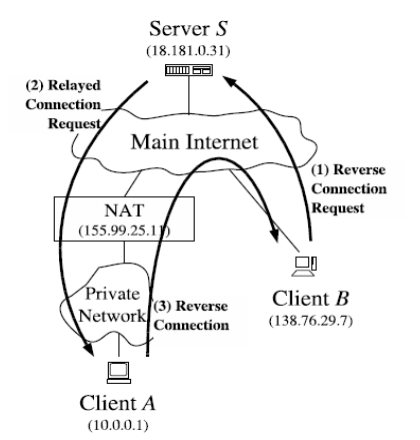 Server S
(18.181.0.31)
(2) Relayed
Connection
Request
Main Internet
(1) Reverse
Connection
Request
NAT
(155.99.25.11)
Private
Network
(3) Reverse
Connection
Client B
(138.76.29.7)
Client A
(10.0.0.1)